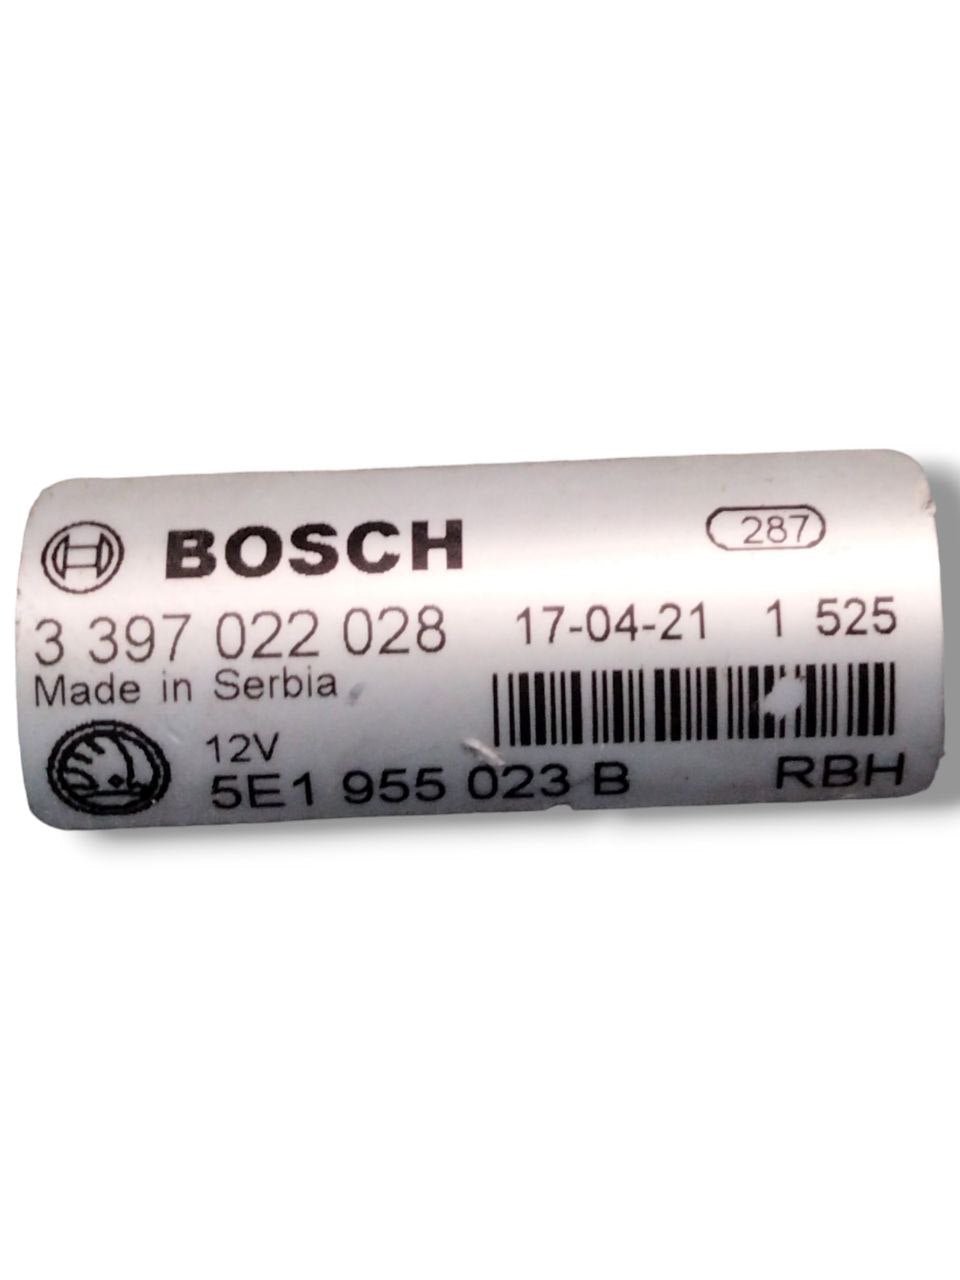 BOSCH
287
3 397 022 028
17-04-21 1 525
Made in Serbia
12V
5E1 955 023 B
RBH